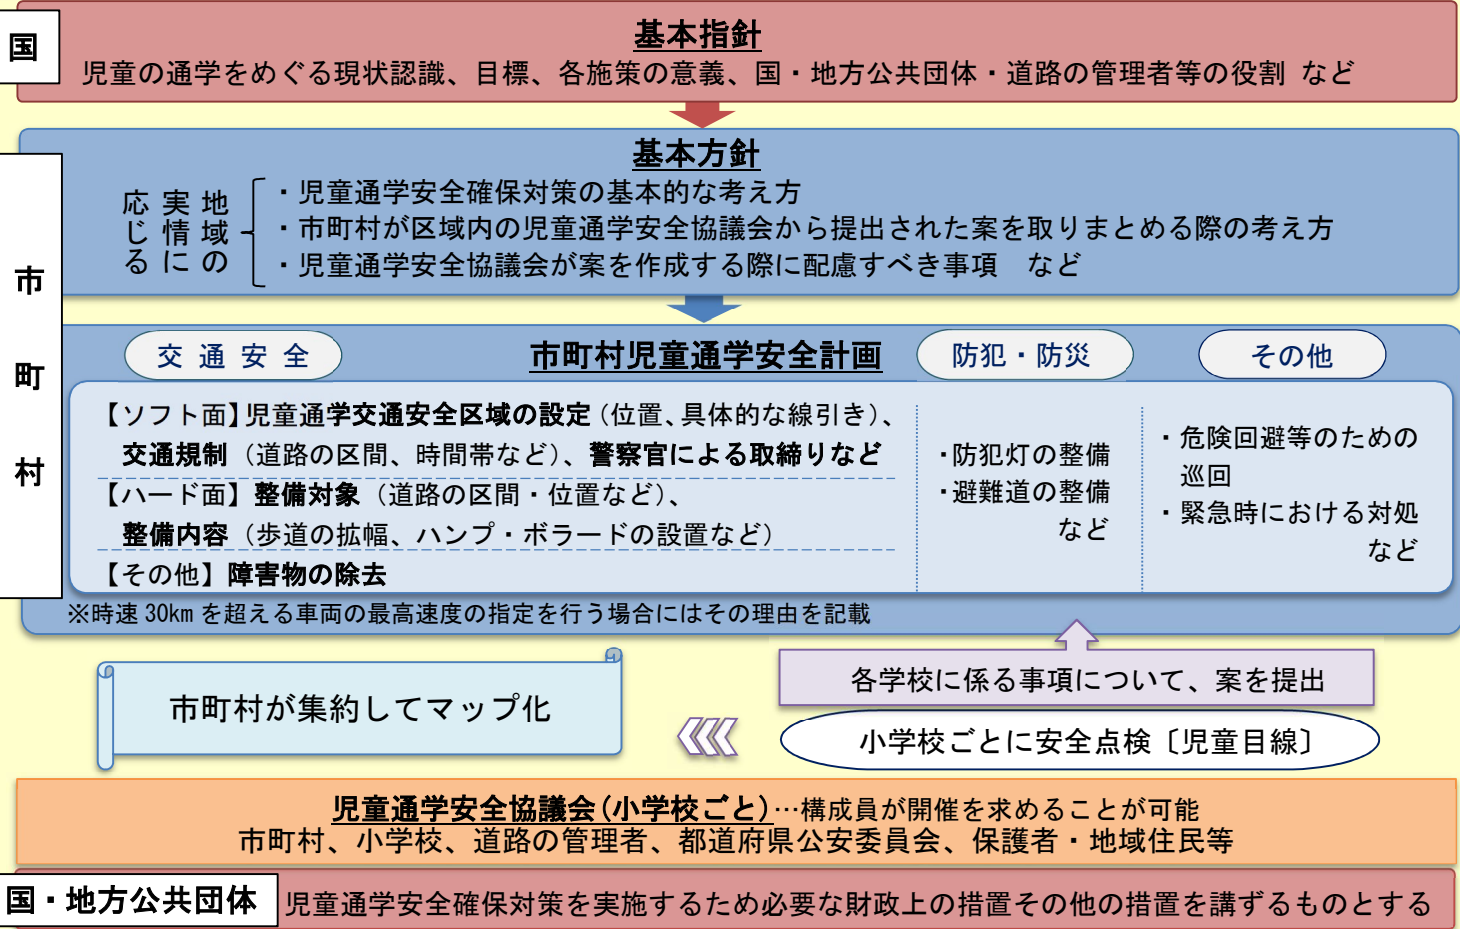 国
基本指針
児童の通学をめぐる現状認識、目標、各施策の意義、国・地方公共団体・道路の管理者等の役割 など
市町村
基本方針
地域の実情に応じる
・児童通学安全確保対策の基本的な考え方
・市町村が区域内の児童通学安全協議会から提出された案を取りまとめる際の考え方
・児童通学安全協議会が案を作成する際に配慮すべき事項 など
交通安全
市町村児童通学安全計画
防犯・防災
その他
【ソフト面】児童通学交通安全区域の設定(位置、具体的な線引き)、
交通規制(道路の区間、時間帯など)、警察官による取締りなど
【ハード面】整備対象(道路の区間・位置など)、
整備内容(歩道の拡幅、ハンプ・ボラードの設置など)
【その他】障害物の除去
・防犯灯の整備
・避難道の整備
など
・危険回避等のための
巡回
・緊急時における対処
など
※時速30kmを超える車両の最高速度の指定を行う場合にはその理由を記載
各学校に係る事項について、案を提出
市町村が集約してマップ化
小学校ごとに安全点検〔児童目線〕
児童通学安全協議会(小学校ごと)…構成員が開催を求めることが可能
市町村、小学校、道路の管理者、都道府県公安委員会、保護者・地域住民等
国・地方公共団体
児童通学安全確保対策を実施するため必要な財政上の措置その他の措置を講ずるものとする